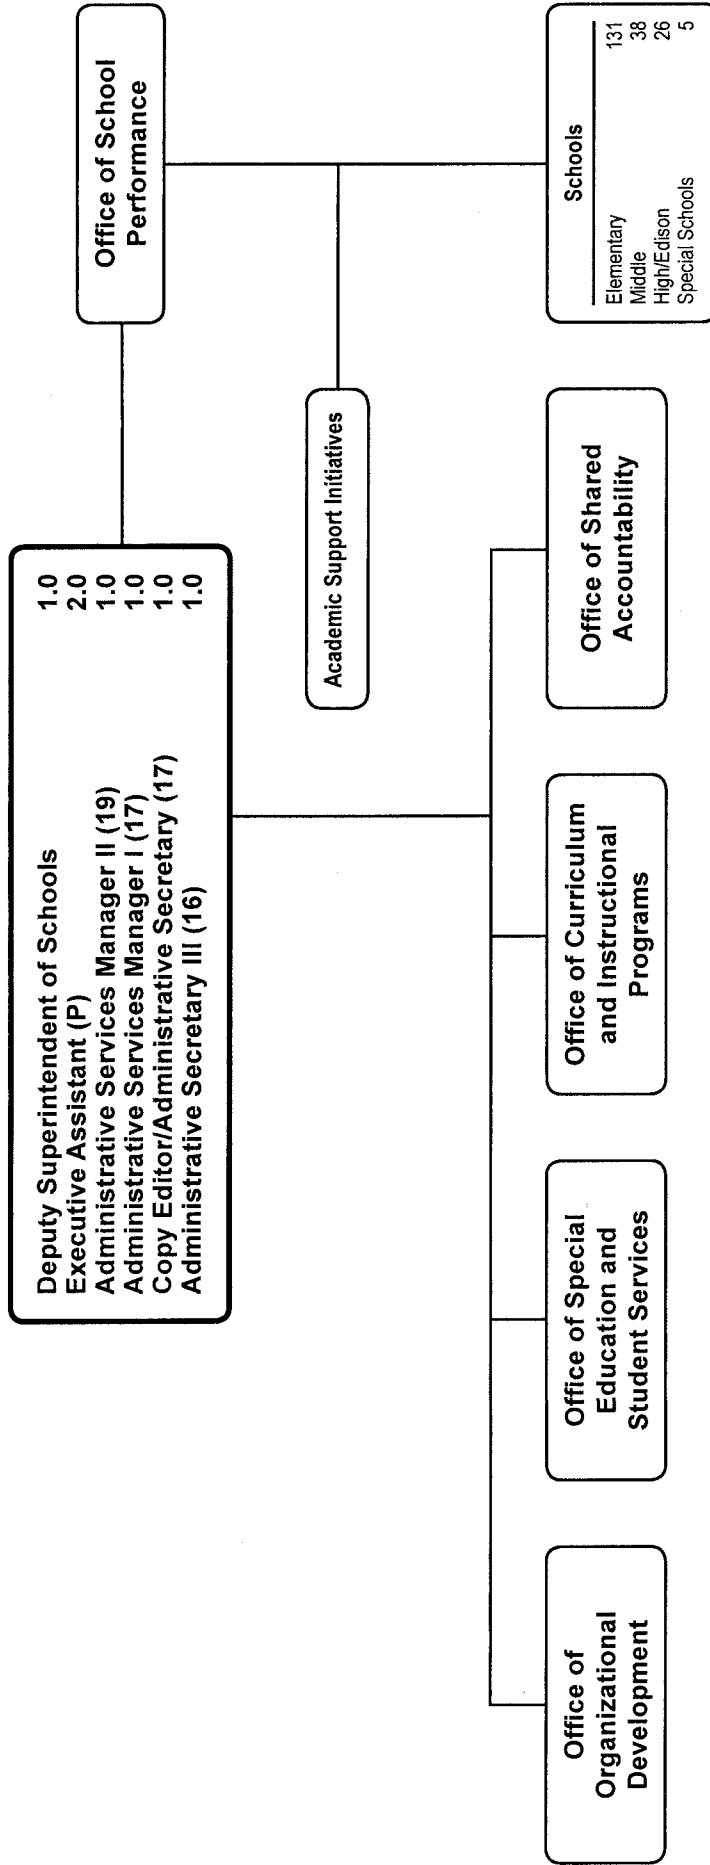 Deputy Superintendent of Schools 1.0
Executive Assistant (P) 2.0
Administrative Services Manager II (19) 1.0
Administrative Services Manager I (17) 1.0
Copy Editor/Administrative Secretary (17) 1.0
Administrative Secretary III (16) 1.0
Office of School
Performance
Academic Support Initiatives
Office of
Organizational
Development
Office of Special
Education and
Student Services
Office of Curriculum
and Instructional
Programs
Office of Shared
Accountability
Schools
Elementary 131
Middle 38
High/Edison 26
Special Schools 5